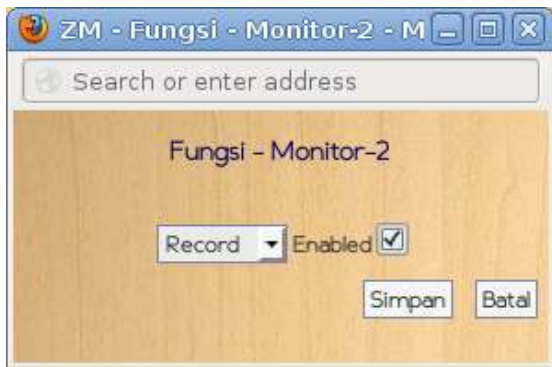 ZM - Fungsi - Monitor-2 - M
Search or enter address
Fungsi - Monitor-2
Record Enabled
Simpan Batal